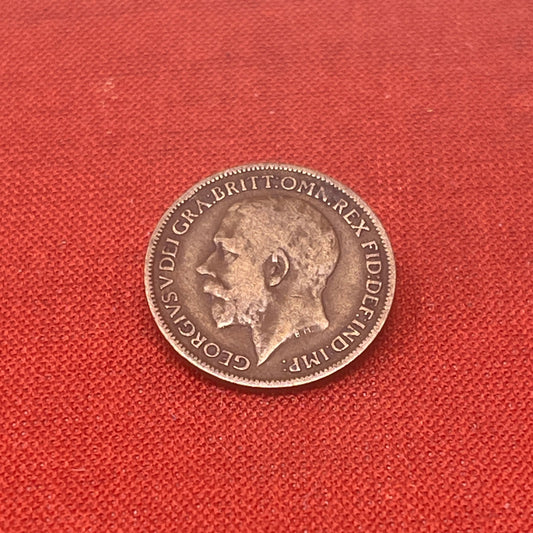 GEORGIVS V DEI GRA:BRITT:OMN:REX FID:DEF:IND:IMP:
B.M.